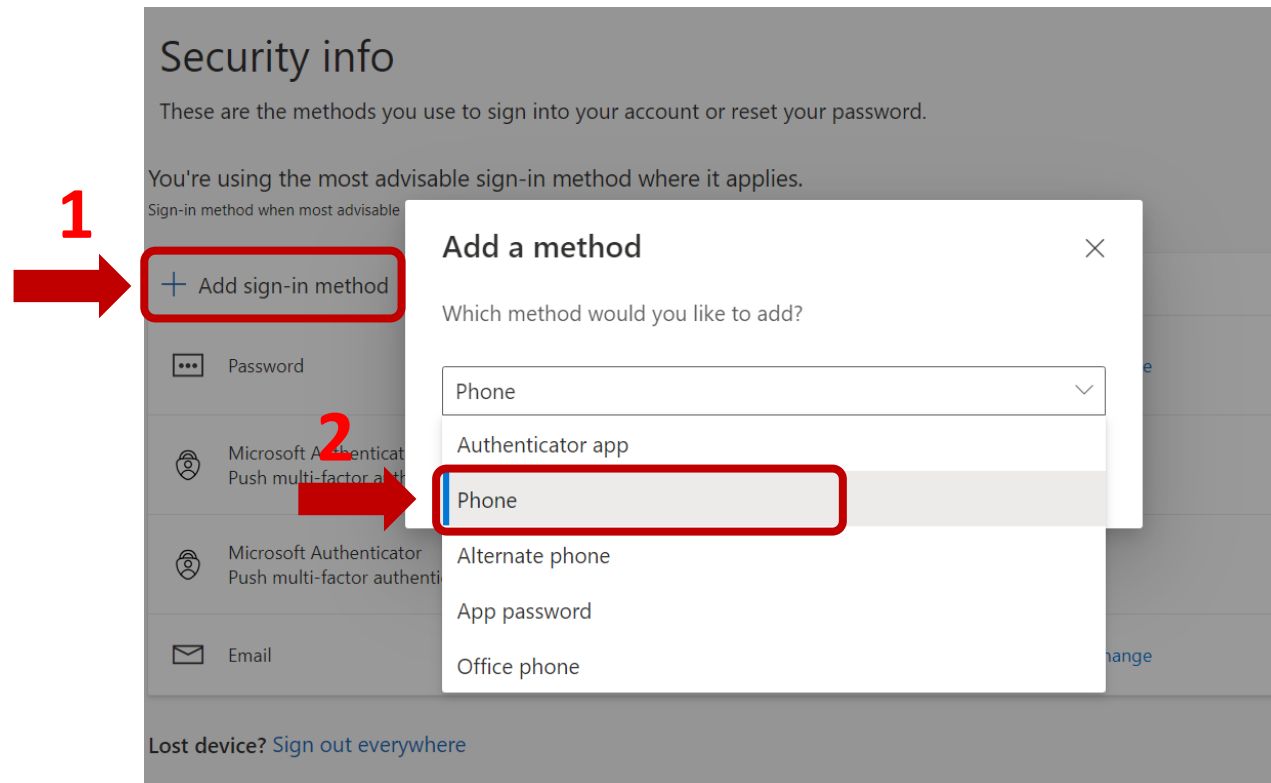 Security info
These are the methods you use to sign into your account or reset your password.
You're using the most advisable sign-in method where it applies.
Sign-in method when most advisable
1
Add a method
+ Add sign-in method
Which method would you like to add?
Password
Phone
2
Authenticator app
Microsoft
Push multi-factor
Phone
Microsoft Authenticator
Push multi-factor
Alternate phone
App password
Email
Office phone
Lost device? Sign out everywhere